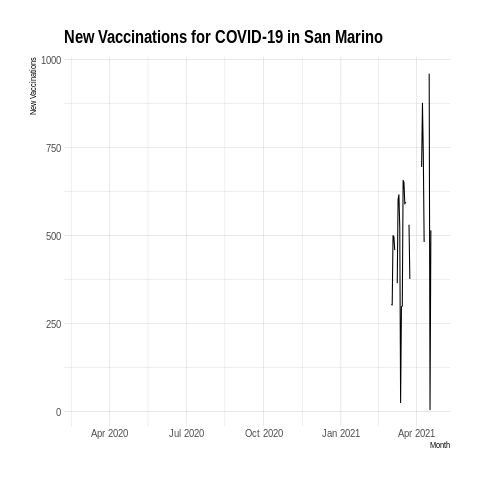 New Vaccinations for COVID-19 in San Marino
New Vaccinations
1000
750
500
250
0
Apr 2020 Jul 2020 Oct 2020 Jan 2021 Apr 2021
Month